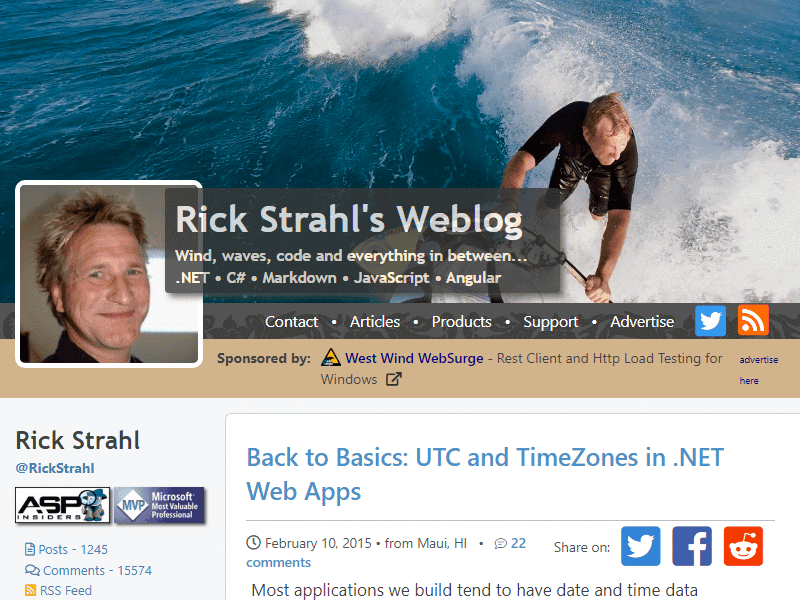 Rick Strahl's Weblog
Wind, waves, code and everything in between...
.NET • C# • Markdown • JavaScript • Angular
Contact • Articles • Products • Support • Advertise
Sponsored by: West Wind WebSurge - Rest Client and Http Load Testing for
Windows
advertise
here
Rick Strahl
@RickStrahl
ASP
INSIDERS
MVP
Microsoft®
Most Valuable
Professional
Posts - 1245
Comments - 15574
RSS Feed
Back to Basics: UTC and TimeZones in .NET
Web Apps
February 10, 2015 • from Maui, HI • 22
comments
Share on:
Most applications we build tend to have date and time data